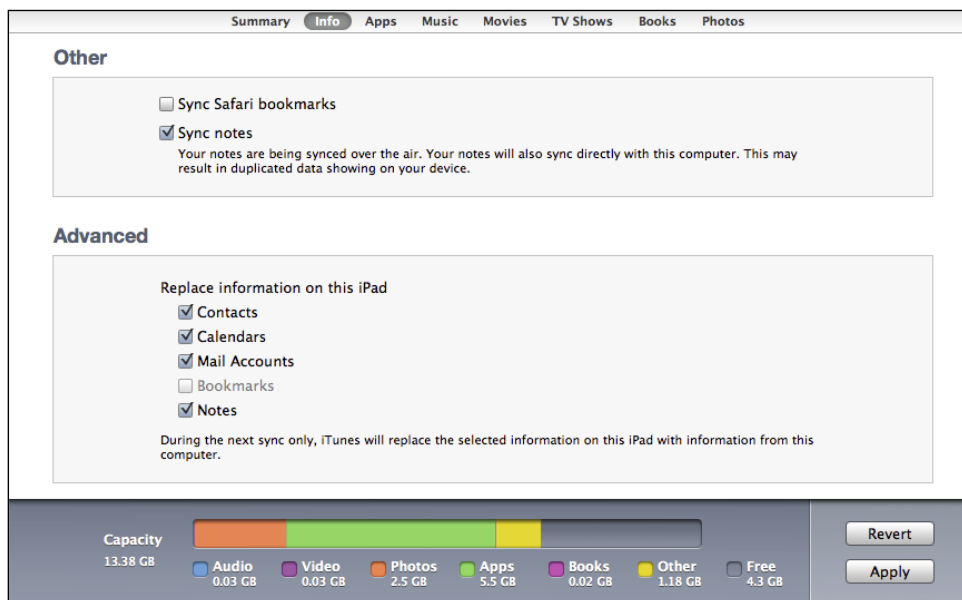 Summary Info Apps Music Movies TV Shows Books Photos
Other
Sync Safari bookmarks
Sync notes
Your notes are being synced over the air. Your notes will also sync directly with this computer. This may
result in duplicated data showing on your device.
Advanced
Replace information on this iPad
Contacts
Calendars
Mail Accounts
Bookmarks
Notes
During the next sync only, iTunes will replace the selected information on this iPad with information from this
computer.
Capacity
13.38 GB
Audio
0.03 GB
Video
0.03 GB
Photos
2.5 GB
Apps
5.5 GB
Books
0.02 GB
Other
1.18 GB
Free
4.3 GB
Revert
Apply